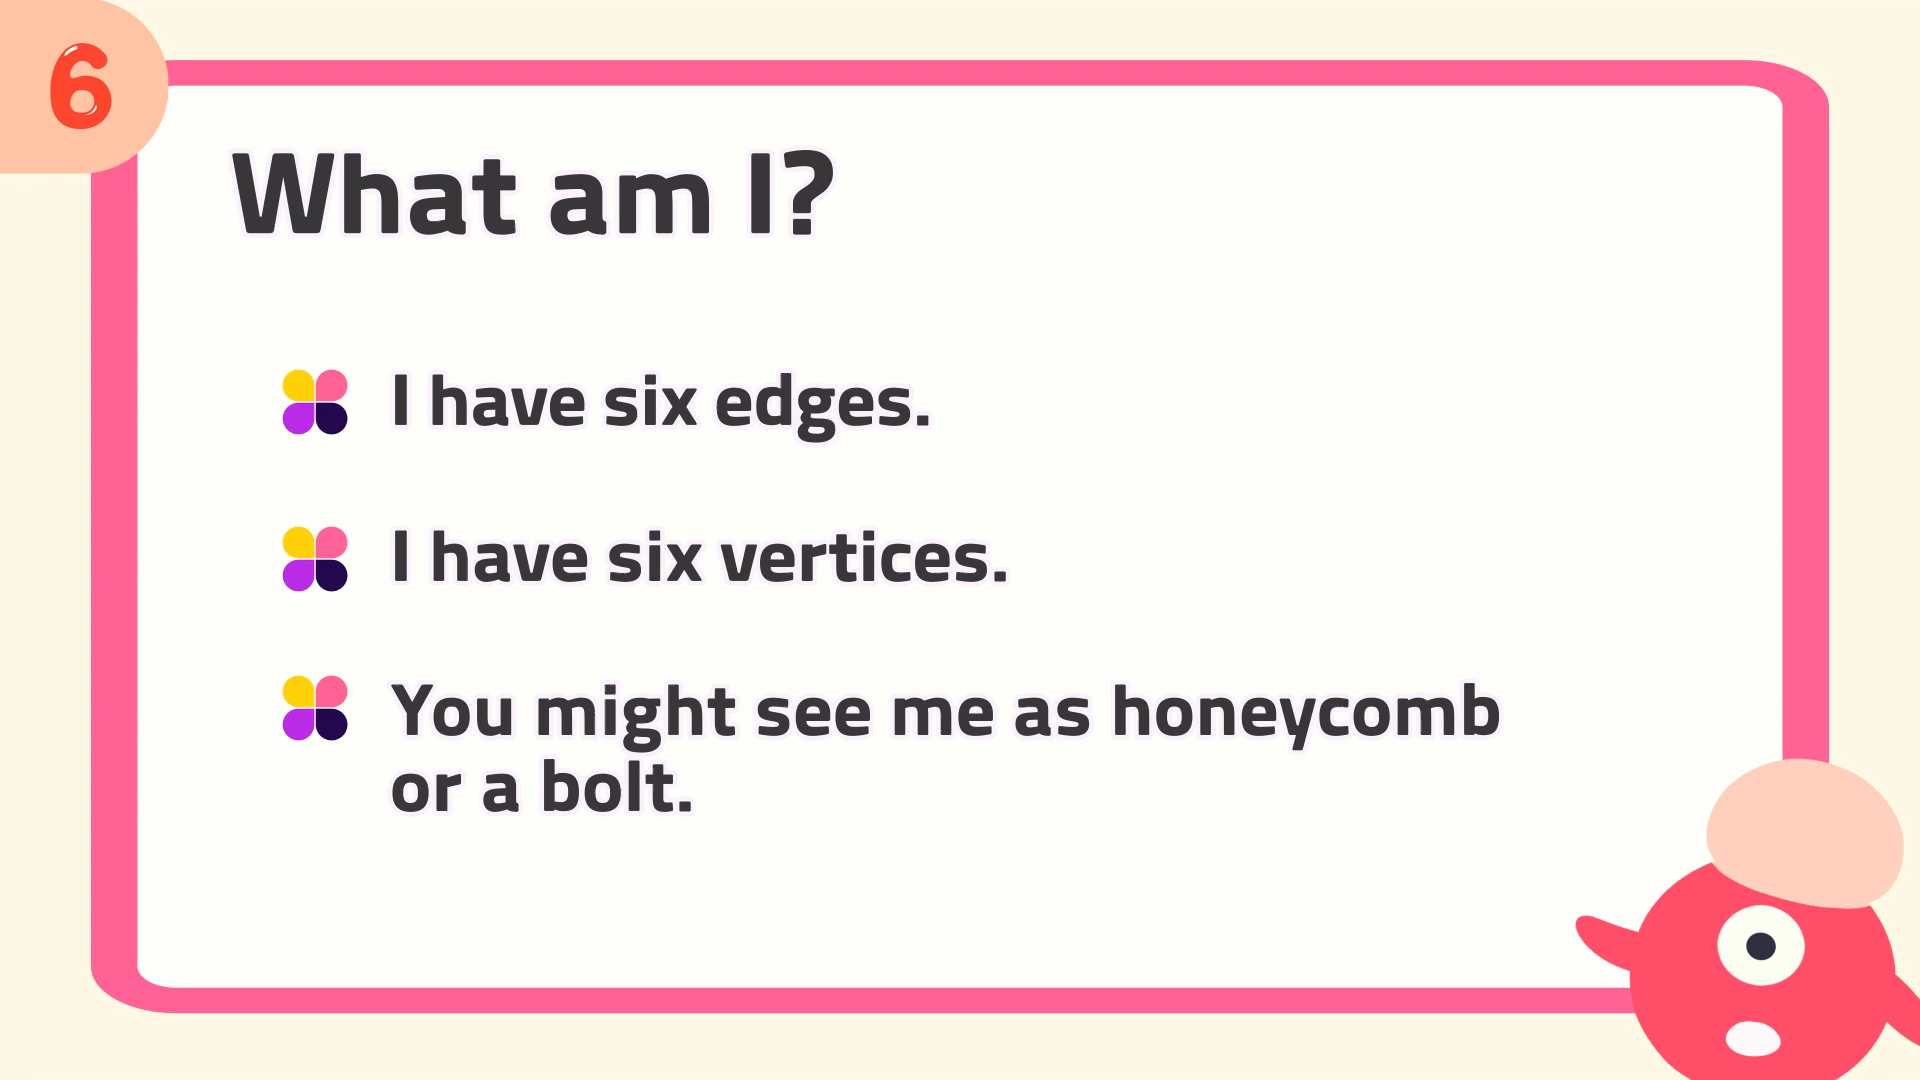 6
What am I?
I have six edges.
I have six vertices.
You might see me as honeycomb
or a bolt.